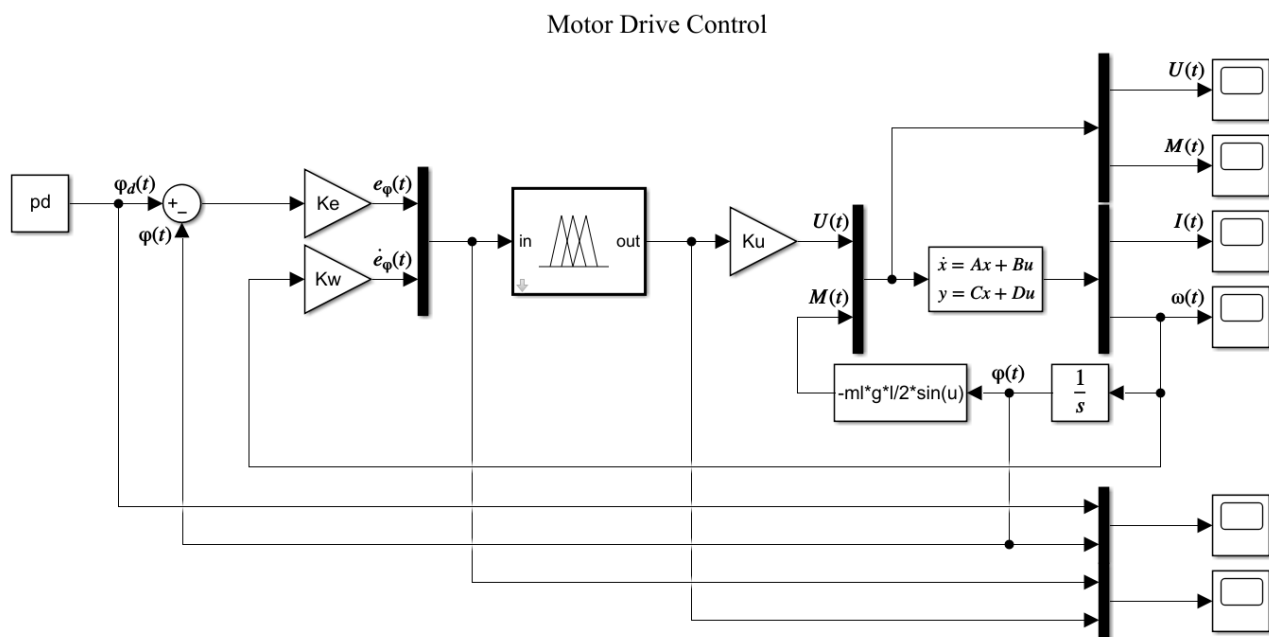 Motor Drive Control
U(t)
M(t)
pd
φd(t)
+
−
φ(t)
Ke
eφ(t)
Kw
ėφ(t)
in
out
Ku
U(t)
M(t)
ẋ = Ax + Bu
y = Cx + Du
I(t)
ω(t)
-ml*g*l/2*sin(u)
φ(t)
1
s